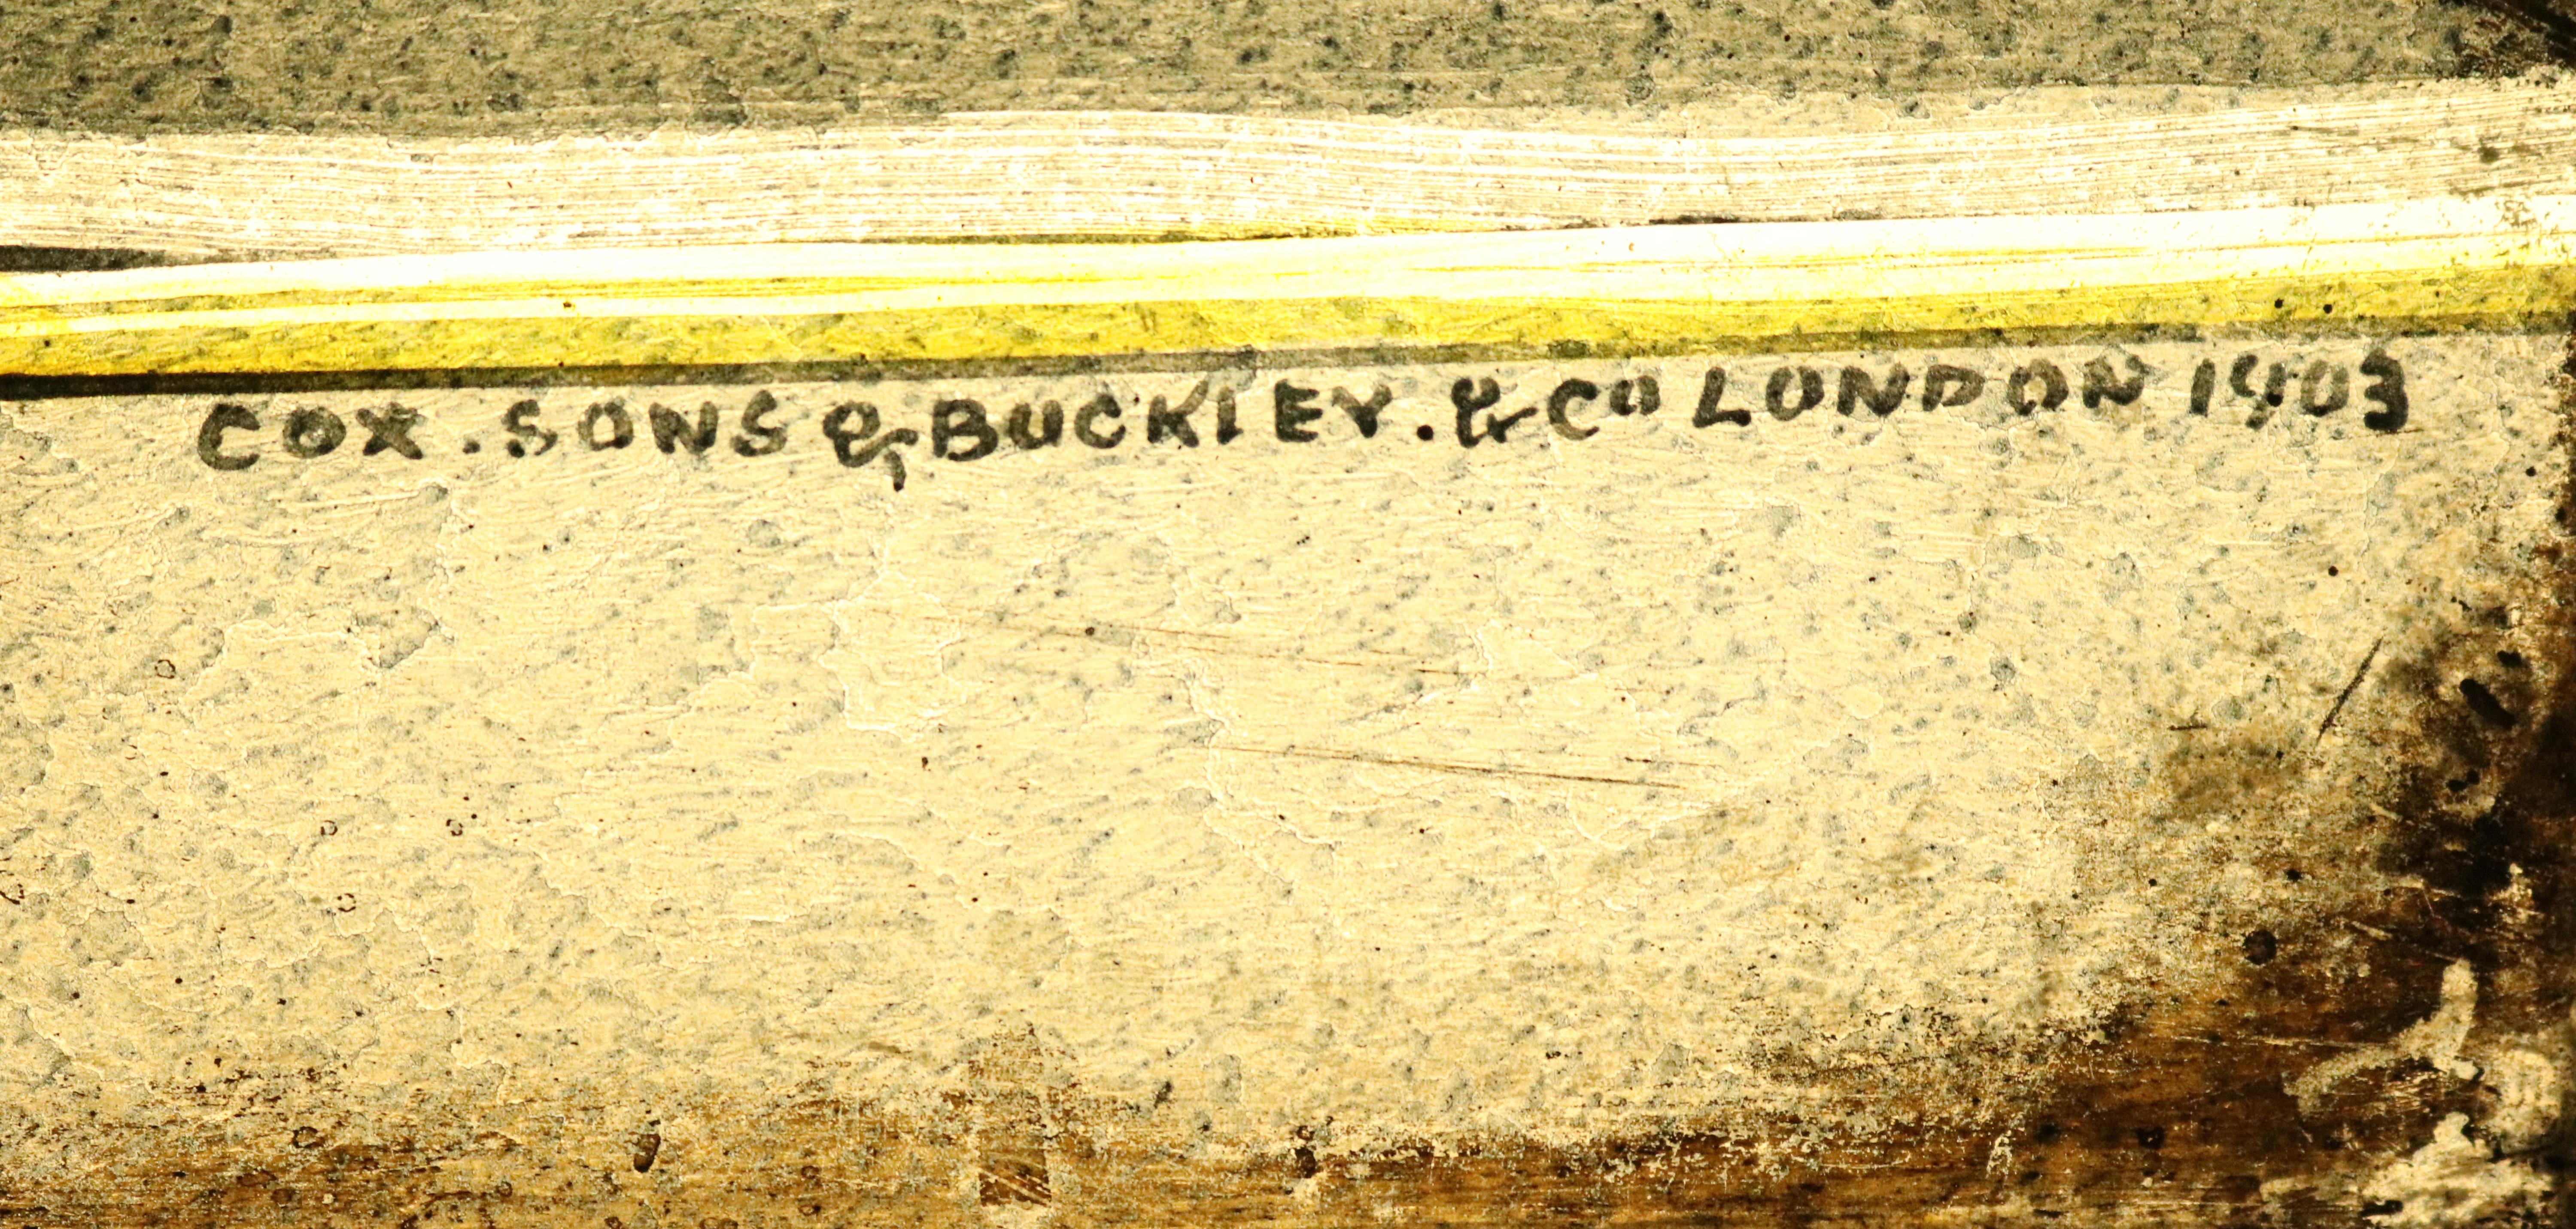 COX. SONS & BUCKLEY. & Co LONDON 1903